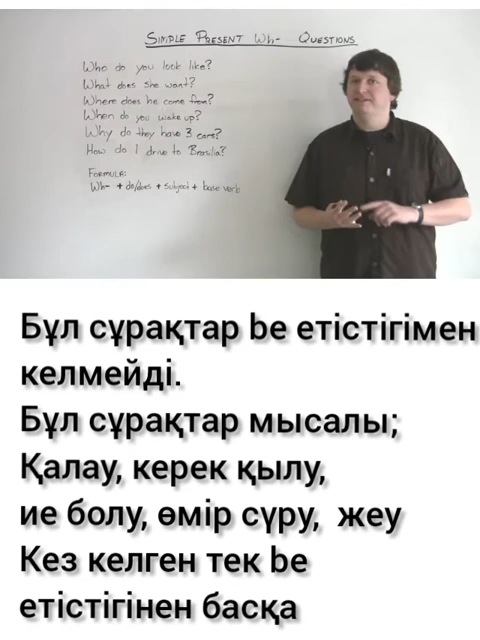 SIMPLE PRESENT Wh- QUESTIONS
Who do you look like?
What does she want?
Where does he come from?
When do you wake up?
Why do they have 3 cars?
How do I drive to Brasilia?
FORMULA:
Wh- + do/does + subject + base verb
Бұл сұрақтар be етістігімен
келмейді.
Бұл сұрақтар мысалы;
Қалау, керек қылу,
ие болу, өмір сүру, жеу
Кез келген тек be
етістігінен басқа